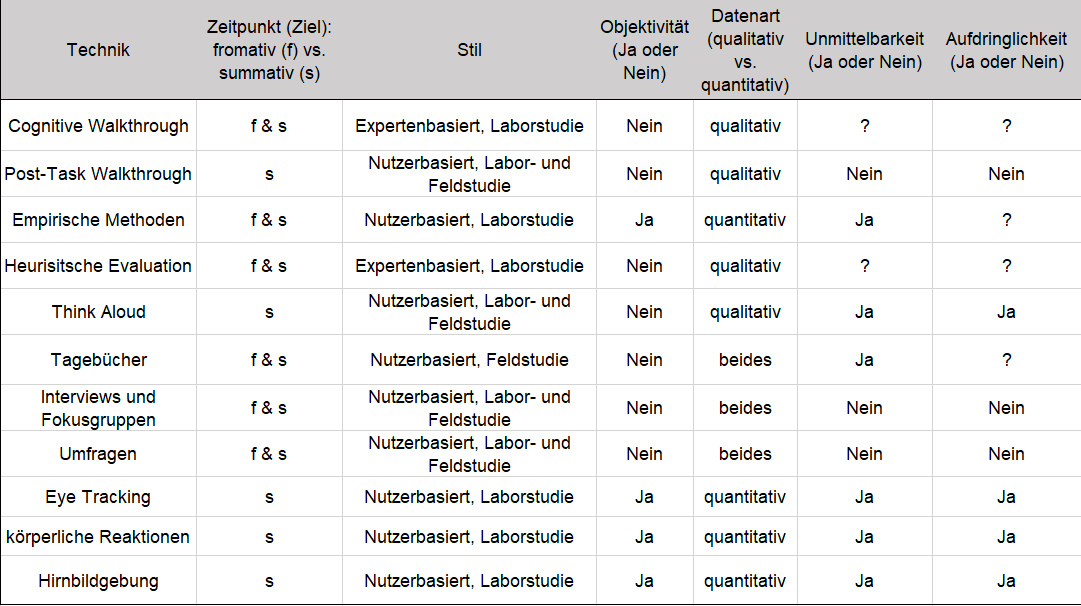 Technik Zeitpunkt (Ziel): fromativ (f) vs. summativ (s) Stil Objektivität (Ja oder Nein) Datenart (qualitativ vs. quantitativ) Unmittelbarkeit (Ja oder Nein) Aufdringlichkeit (Ja oder Nein)
Cognitive Walkthrough f & s Expertenbasiert, Laborstudie Nein qualitativ ? ?
Post-Task Walkthrough s Nutzerbasiert, Labor- und Feldstudie Nein qualitativ Nein Nein
Empirische Methoden f & s Nutzerbasiert, Laborstudie Ja quantitativ Ja ?
Heurisitsche Evaluation f & s Expertenbasiert, Laborstudie Nein qualitativ ? ?
Think Aloud s Nutzerbasiert, Labor- und Feldstudie Nein qualitativ Ja Ja
Tagebücher f & s Nutzerbasiert, Feldstudie Nein beides Ja ?
Interviews und Fokusgruppen f & s Nutzerbasiert, Labor- und Feldstudie Nein beides Nein Nein
Umfragen f & s Nutzerbasiert, Labor- und Feldstudie Nein beides Nein Nein
Eye Tracking s Nutzerbasiert, Laborstudie Ja quantitativ Ja Ja
körperliche Reaktionen s Nutzerbasiert, Laborstudie Ja quantitativ Ja Ja
Hirnbildgebung s Nutzerbasiert, Laborstudie Ja quantitativ Ja Ja